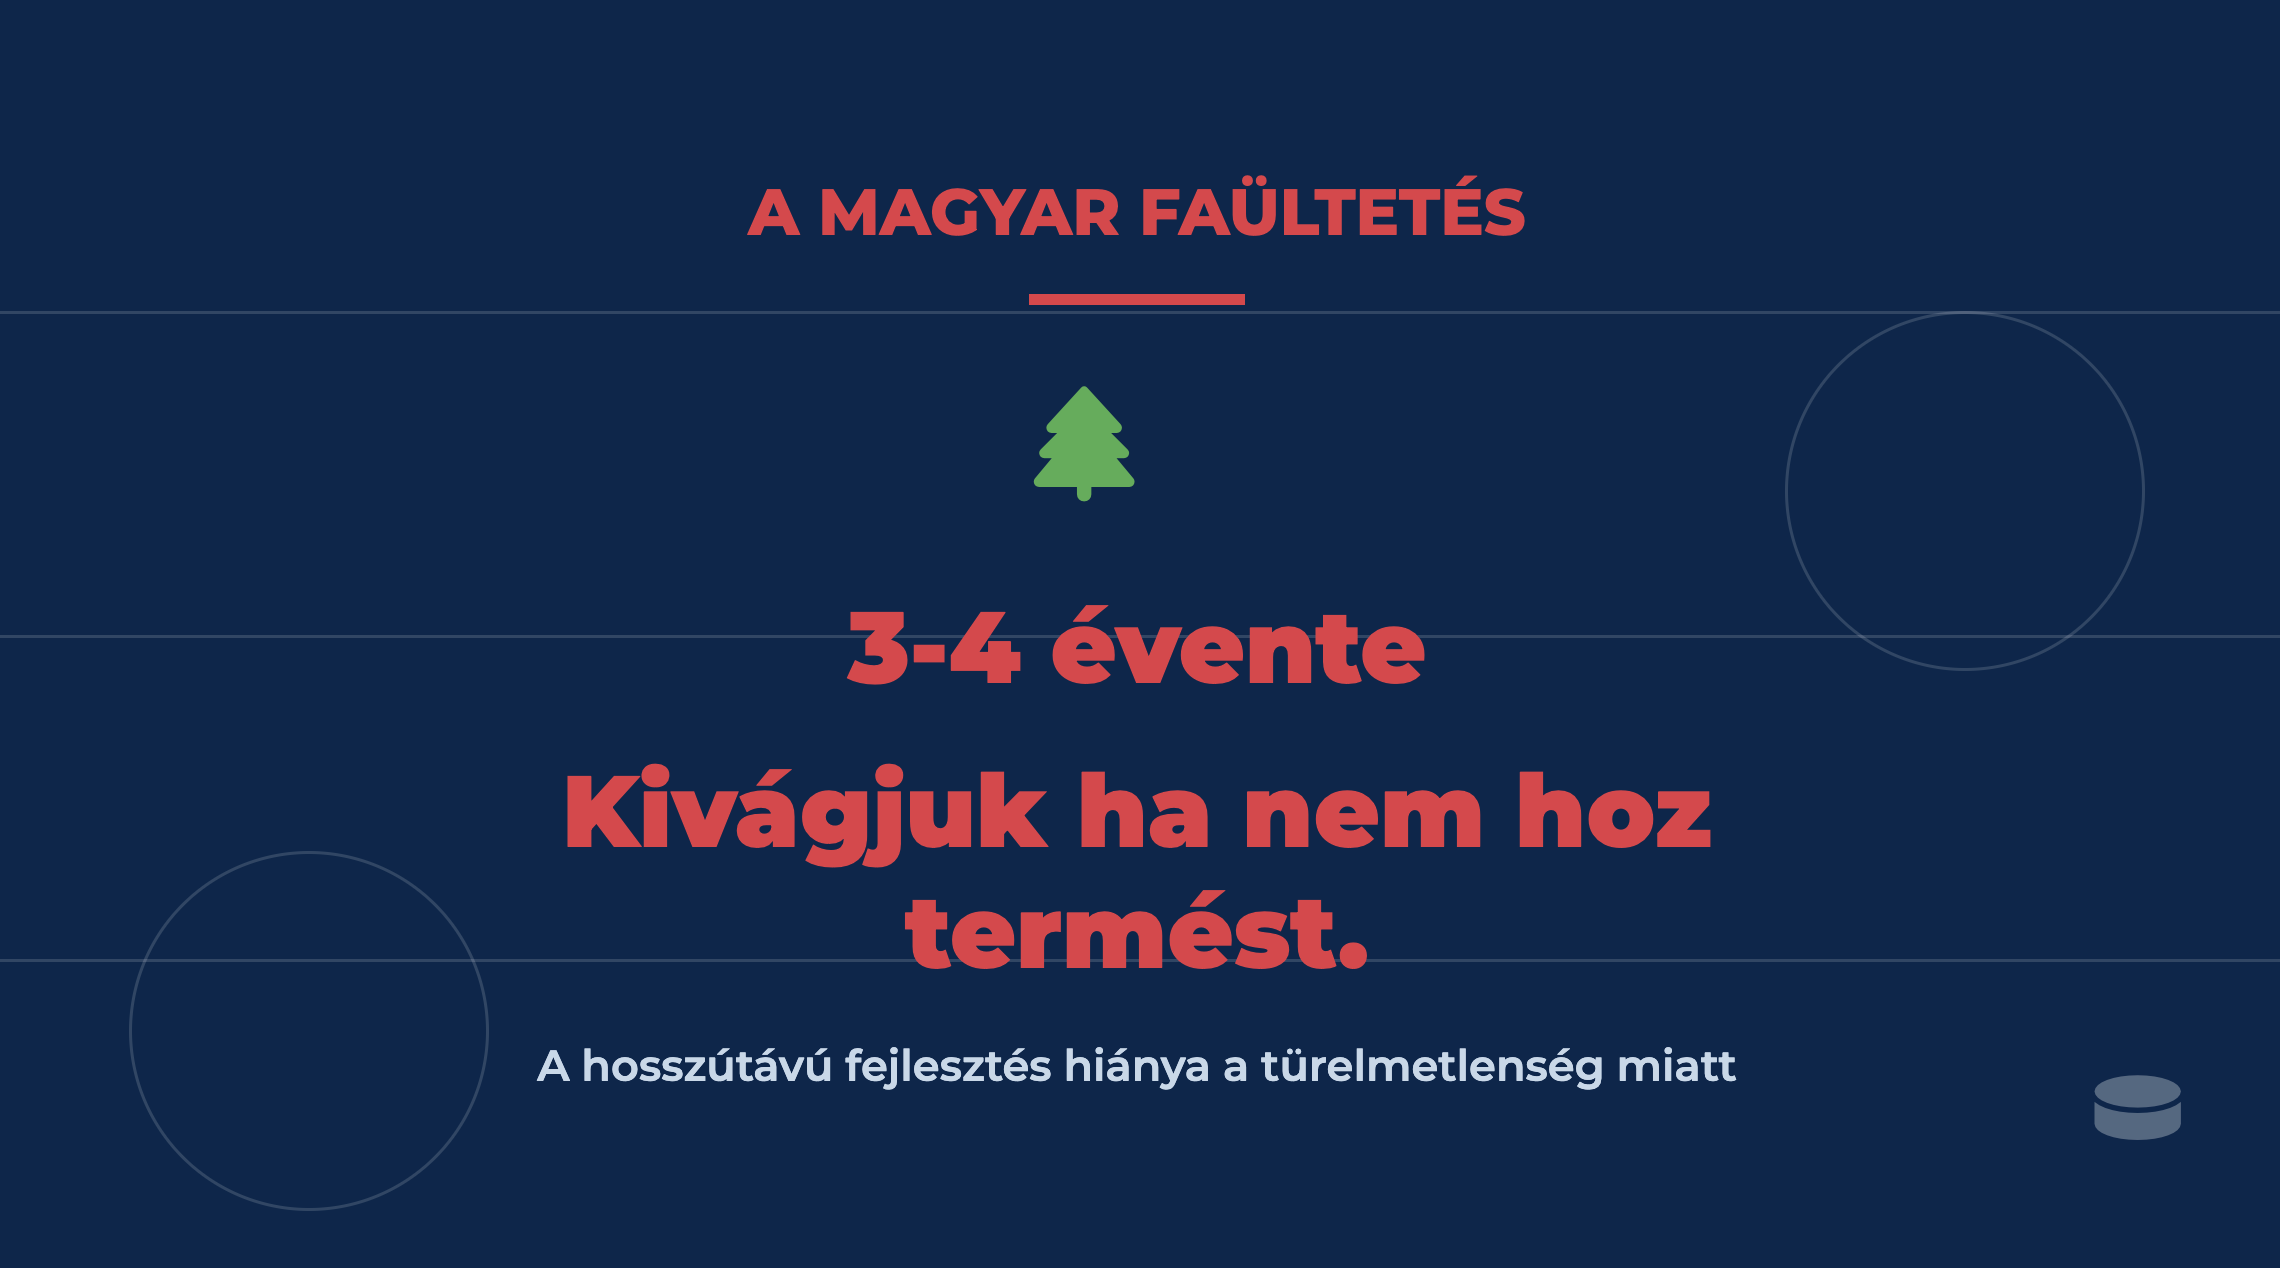 A MAGYAR FAÜLTETÉS
3-4 évente
Kivágjuk ha nem hoz
termést.
A hosszútávú fejlesztés hiánya a türelmetlenség miatt